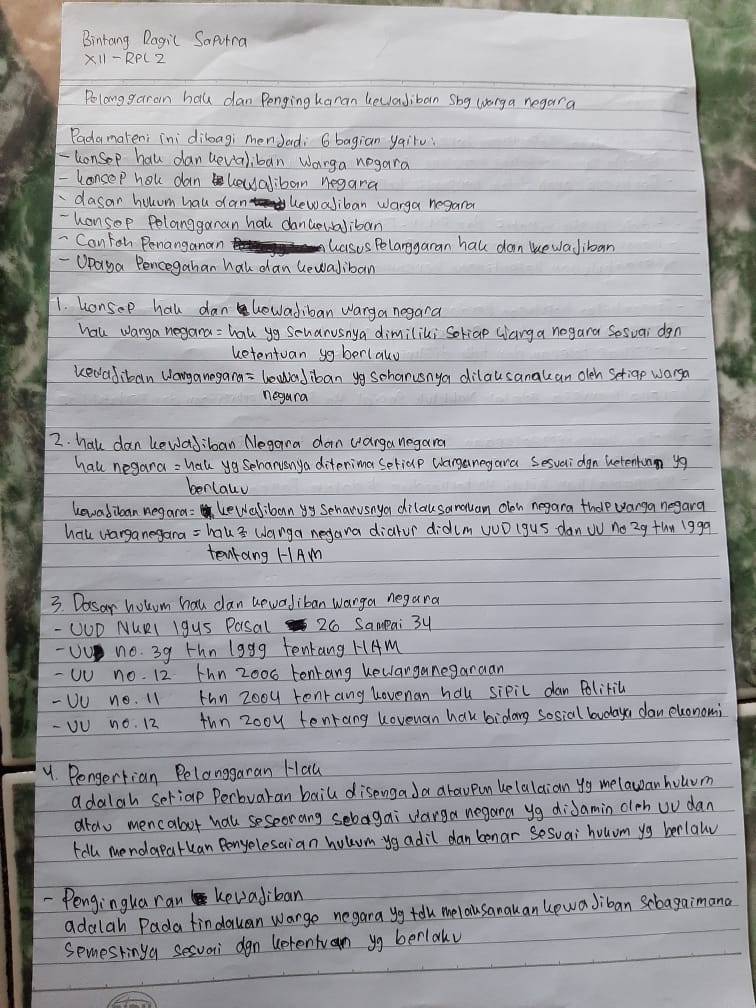 Bintang Ragil Saputra
XII - RPL 2
Pelanggaran hak dan Pengingkaran kewajiban sbg warga negara
Pada materi ini dibagi menjadi 6 bagian yaitu:
- konsep hak dan kewajiban warga negara
- konsep hak dan kewajiban negara
- dasar hukum hak dan kewajiban warga negara
- konsep Pelanggaran hak dan kewajiban
- Contoh Penanganan kasus Pelanggaran hak dan kewajiban
- Upaya Pencegahan hak dan kewajiban
1. konsep hak dan kewajiban warga negara
hak warga negara = hak yg seharusnya dimiliki setiap warga negara sesuai dgn
ketentuan yg berlaku
kewajiban warganegara = kewajiban yg seharusnya dilaksanakan oleh setiap warga
negara
2. hak dan kewajiban Negara dan warga negara
hak negara = hak yg seharusnya diterima setiap warganegara sesuai dgn ketentuan yg
berlaku
kewajiban negara = kewajiban yg seharusnya dilaksanakan oleh negara thdp warga negara
hak warganegara = hak2 warga negara diatur didlm UUD 1945 dan UU no 39 thn 1999
tentang HAM
3. Dasar hukum hak dan kewajiban warga negara
- UUD NURI 1945 Pasal 26 sampai 34
- UU no. 39 thn 1999 tentang HAM
- UU no. 12 thn 2006 tentang kewarganegaraan
- UU no. 11 thn 2004 tentang kovenan hak sipil dan Politik
- UU no. 12 thn 2004 tentang kovenan hak bidang sosial budaya dan ekonomi
4. Pengertian Pelanggaran Hak
adalah setiap Perbuatan baik disengaja ataupun kelalaian yg melawan hukum
atau mencabut hak seseorang sebagai warga negara yg dijamin oleh UU dan
tdk mendapatkan Penyelesaian hukum yg adil dan benar sesuai hukum yg berlaku
- Pengingkaran kewajiban
adalah Pada tindakan warga negara yg tdk melaksanakan kewajiban sebagaimana
semestinya sesuai dgn ketentuan yg berlaku